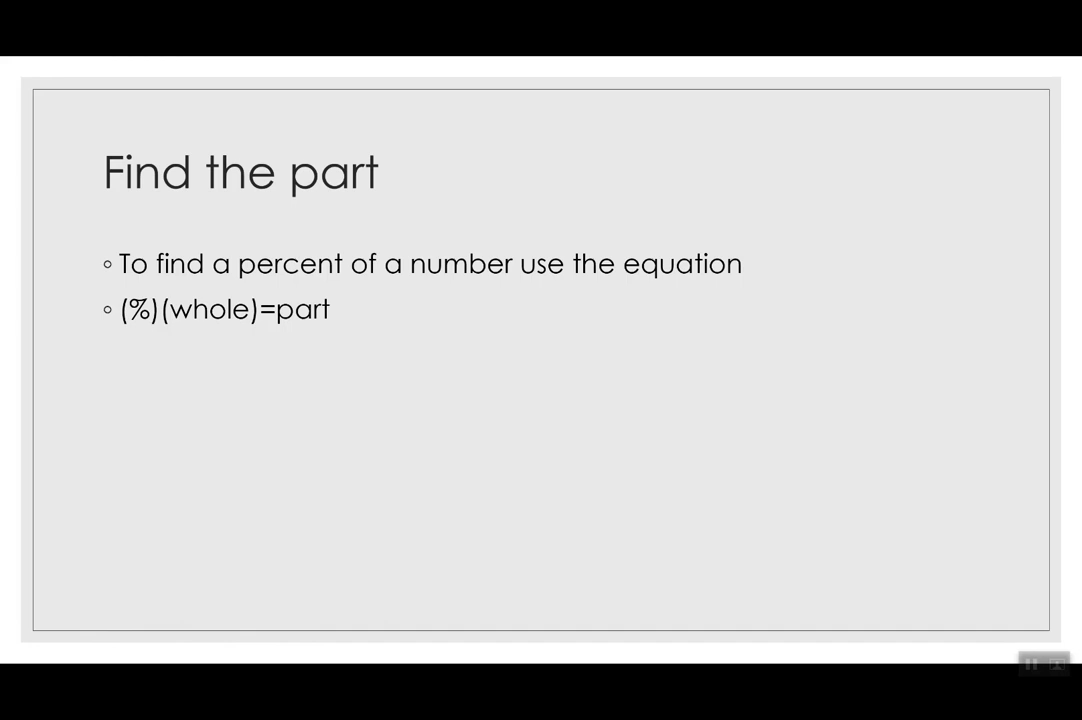 Find the part
◦ To find a percent of a number use the equation
◦ (%)(whole)=part